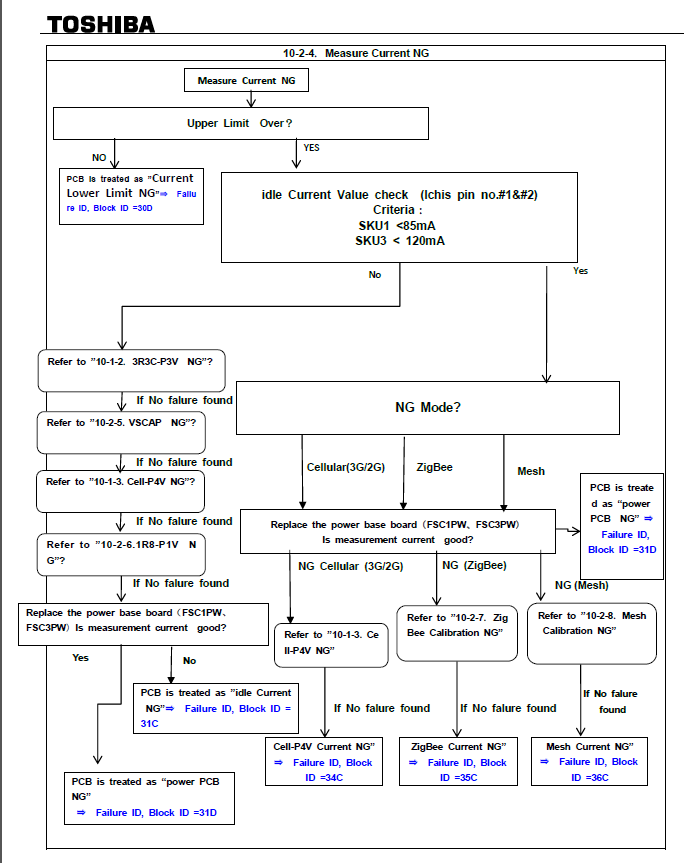 TOSHIBA
10-2-4. Measure Current NG
Measure Current NG
Upper Limit Over?
NO
YES
PCB is treated as "Current
Lower Limit NG"⇒ Failu
re ID, Block ID =30D
idle Current Value check (Ichis pin no.#1&#2)
Criteria :
SKU1 <85mA
SKU3 < 120mA
No
Yes
Refer to "10-1-2. 3R3C-P3V NG"?
If No falure found
Refer to "10-2-5. VSCAP NG"?
If No falure found
Refer to "10-1-3. Cell-P4V NG"?
If No falure found
Refer to "10-2-6.1R8-P1V N
G"?
If No falure found
Replace the power base board (FSC1PW、
FSC3PW) Is measurement current good?
Yes
No
PCB is treated as "idle Current
NG"⇒ Failure ID, Block ID =
31C
PCB is treated as "power PCB
NG"
⇒ Failure ID, Block ID =31D
NG Mode?
Cellular(3G/2G)
ZigBee
Mesh
Replace the power base board (FSC1PW、FSC3PW)
Is measurement current good?
PCB is treate
d as "power
PCB NG" ⇒
Failure ID,
Block ID =31D
NG Cellular (3G/2G)
NG (ZigBee)
NG (Mesh)
Refer to "10-1-3. Ce
ll-P4V NG"
Refer to "10-2-7. Zig
Bee Calibration NG"
Refer to "10-2-8. Mesh
Calibration NG"
If No falure found
If No falure found
If No falure
found
Cell-P4V Current NG"
⇒ Failure ID, Block
ID =34C
ZigBee Current NG"
⇒ Failure ID, Block
ID =35C
Mesh Current NG"
⇒ Failure ID, Block
ID =36C